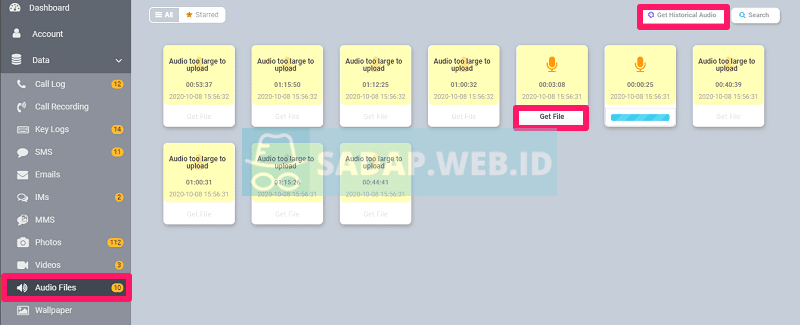 Dashboard
Account
Data
Call Log 12
Call Recording
Key Logs 14
SMS 11
Emails
IMs 2
MMS
Photos 112
Videos 3
Audio Files 10
Wallpaper
All Starred
Get Historical Audio Search
Audio too large to
upload
00:53:37
2020-10-08 15:56:32
Get File
Audio too large to
upload
01:15:50
2020-10-08 15:56:32
Get File
Audio too large to
upload
01:12:25
2020-10-08 15:56:32
Get File
Audio too large to
upload
01:00:32
2020-10-08 15:56:32
Get File
00:03:08
2020-10-08 15:56:31
Get File
00:00:25
2020-10-08 15:56:31
Audio too large to
upload
00:40:39
2020-10-08 15:56:31
Get File
Audio too large to
upload
01:00:31
2020-10-08 15:56:31
Get File
Audio too large to
upload
01:15:26
2020-10-08 15:56:31
Get File
Audio too large to
upload
00:44:41
2020-10-08 15:56:31
Get File
SADAP.WEB.ID